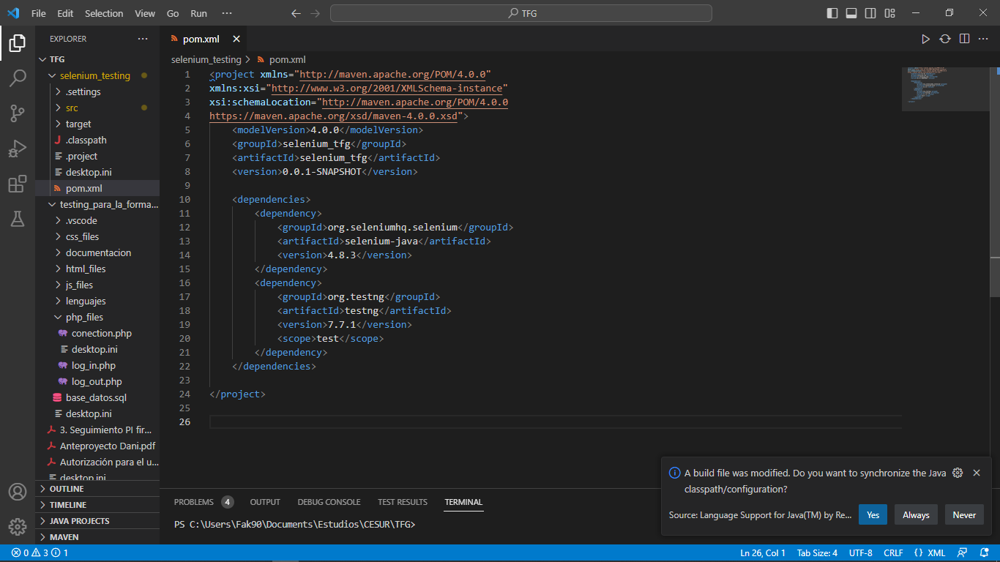 File Edit Selection View Go Run ··· TFG
EXPLORER ···
TFG
selenium_testing
.settings
src
target
.classpath
.project
desktop.ini
pom.xml
testing_para_la_forma...
.vscode
css_files
documentacion
html_files
js_files
lenguajes
php_files
conection.php
desktop.ini
log_in.php
log_out.php
base_datos.sql
desktop.ini
3. Seguimiento PI fir...
Anteproyecto Dani.pdf
Autorización para el u...
desktop.ini
OUTLINE
TIMELINE
JAVA PROJECTS
MAVEN
pom.xml
selenium_testing > pom.xml
1 <project xmlns="http://maven.apache.org/POM/4.0.0"
2 xmlns:xsi="http://www.w3.org/2001/XMLSchema-instance"
3 xsi:schemaLocation="http://maven.apache.org/POM/4.0.0
4 https://maven.apache.org/xsd/maven-4.0.0.xsd">
5 <modelVersion>4.0.0</modelVersion>
6 <groupId>selenium_tfg</groupId>
7 <artifactId>selenium_tfg</artifactId>
8 <version>0.0.1-SNAPSHOT</version>
9
10 <dependencies>
11 <dependency>
12 <groupId>org.seleniumhq.selenium</groupId>
13 <artifactId>selenium-java</artifactId>
14 <version>4.8.3</version>
15 </dependency>
16 <dependency>
17 <groupId>org.testng</groupId>
18 <artifactId>testng</artifactId>
19 <version>7.7.1</version>
20 <scope>test</scope>
21 </dependency>
22 </dependencies>
23
24 </project>
25
26
PROBLEMS 4 OUTPUT DEBUG CONSOLE TEST RESULTS TERMINAL
PS C:\Users\Fak90\Documents\Estudios\CESUR\TFG>
A build file was modified. Do you want to synchronize the Java
classpath/configuration?
Source: Language Support for Java(TM) by Re... Yes Always Never
0 3 1 Ln 26, Col 1 Tab Size: 4 UTF-8 CRLF {} XML